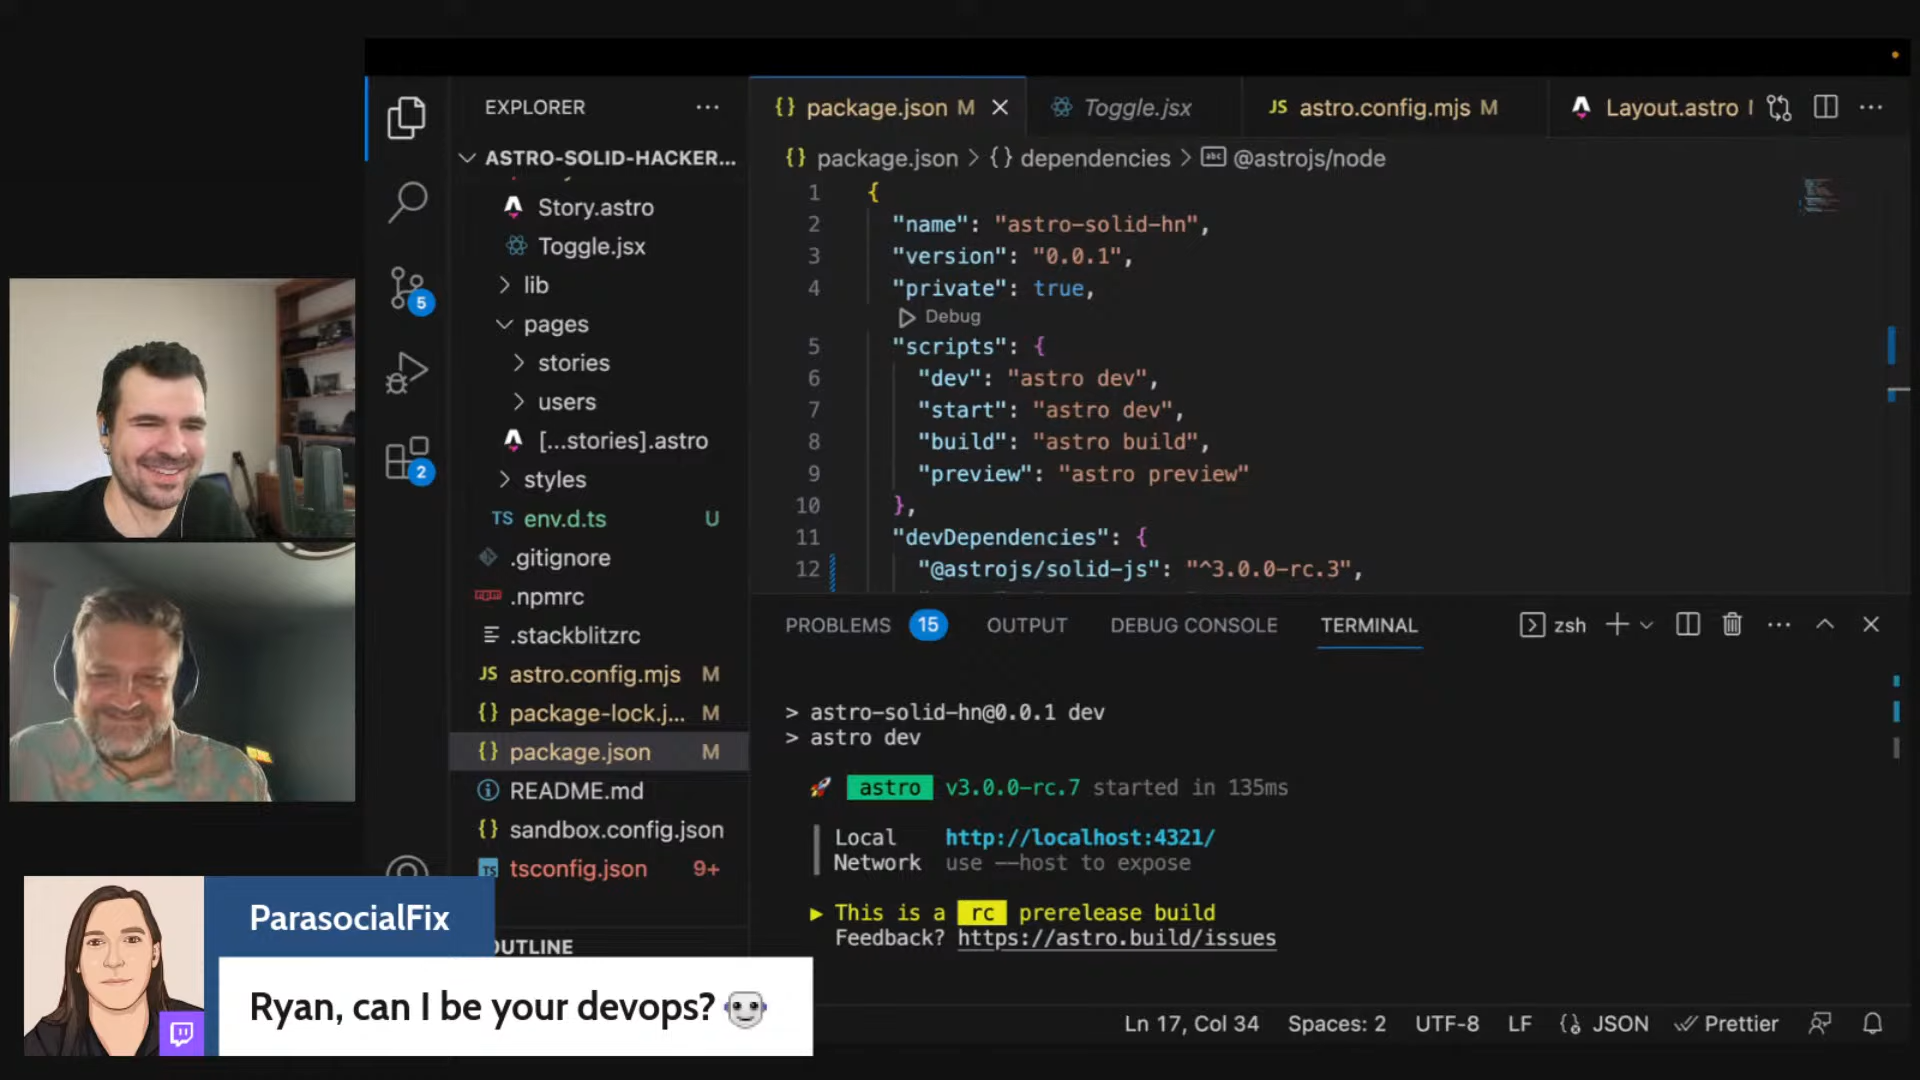 EXPLORER
ASTRO-SOLID-HACKER...
Story.astro
Toggle.jsx
lib
pages
stories
users
[...stories].astro
styles
TS env.d.ts U
.gitignore
.npmrc
.stackblitzrc
JS astro.config.mjs M
{} package-lock.j... M
{} package.json M
README.md
{} sandbox.config.json
TS tsconfig.json 9+
OUTLINE
5
2
{} package.json M
Toggle.jsx
JS astro.config.mjs M
Layout.astro
{} package.json > {} dependencies > abc @astrojs/node
1 {
2 "name": "astro-solid-hn",
3 "version": "0.0.1",
4 "private": true,
Debug
5 "scripts": {
6 "dev": "astro dev",
7 "start": "astro dev",
8 "build": "astro build",
9 "preview": "astro preview"
10 },
11 "devDependencies": {
12 "@astrojs/solid-js": "^3.0.0-rc.3",
PROBLEMS 15 OUTPUT DEBUG CONSOLE TERMINAL zsh
> astro-solid-hn@0.0.1 dev
> astro dev
astro v3.0.0-rc.7 started in 135ms
Local http://localhost:4321/
Network use --host to expose
This is a rc prerelease build
Feedback? https://astro.build/issues
ParasocialFix
Ryan, can I be your devops?
Ln 17, Col 34 Spaces: 2 UTF-8 LF {} JSON Prettier